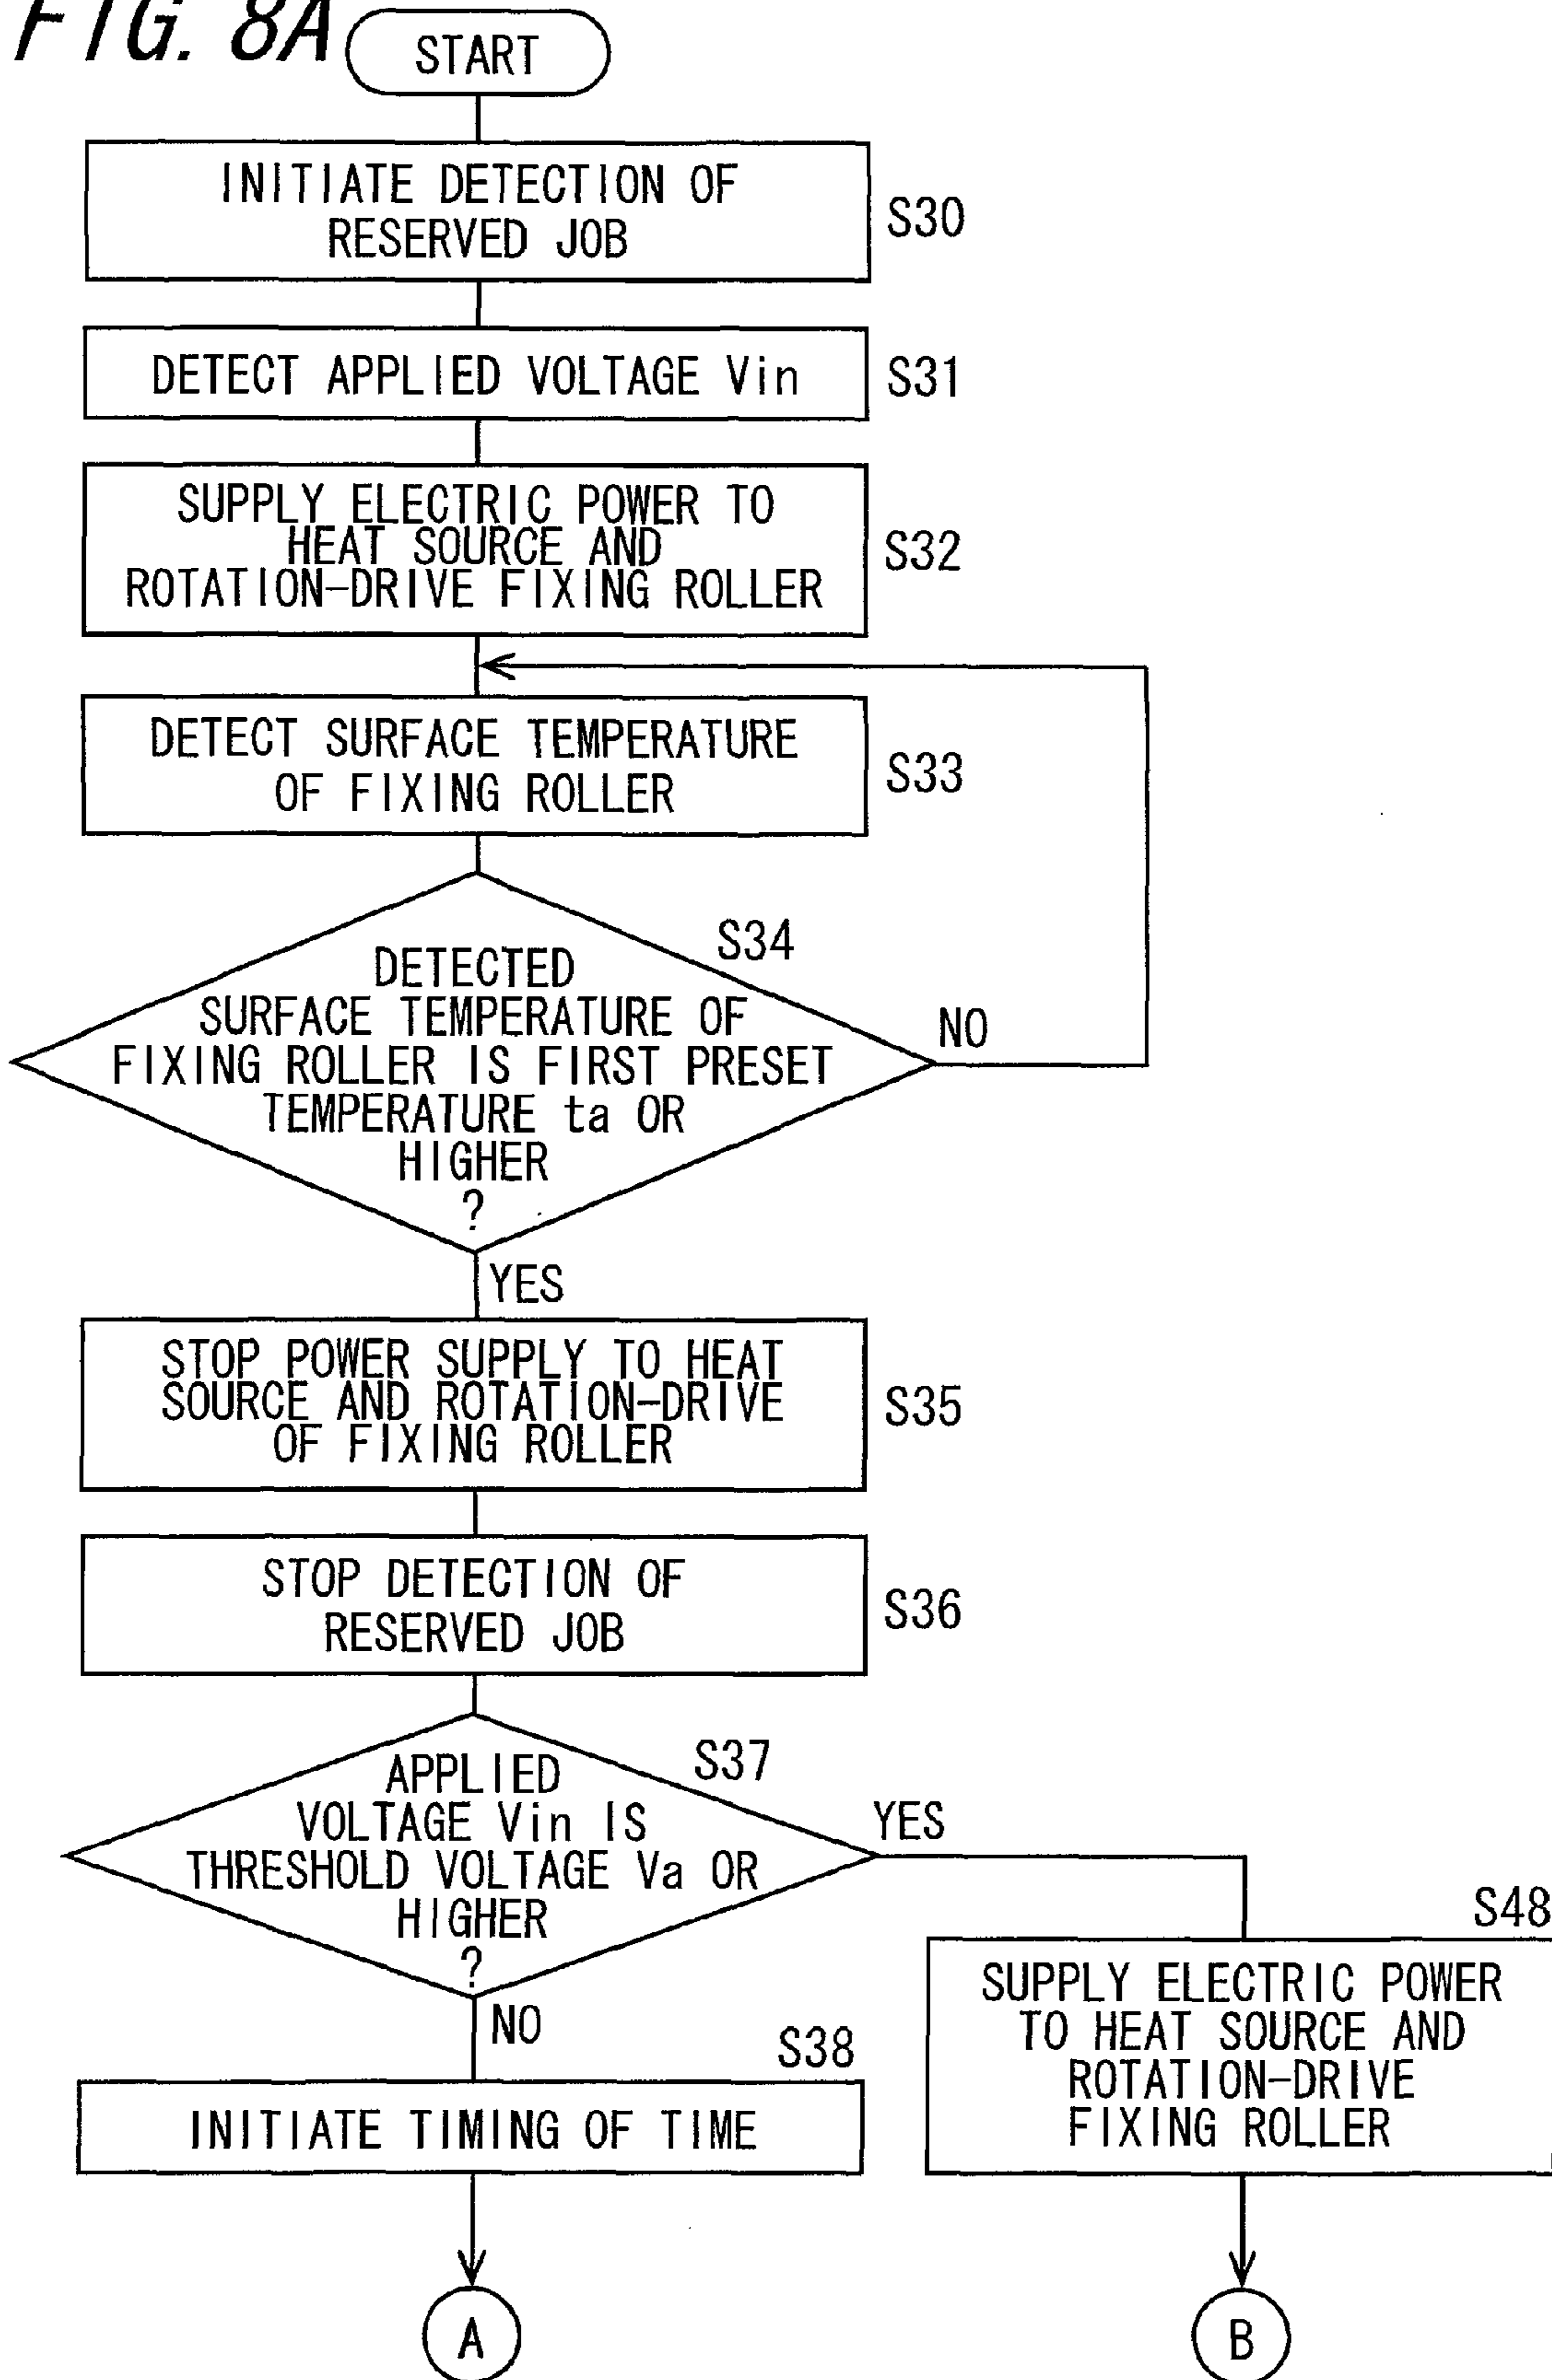 FIG. 8A
START
INITIATE DETECTION OF
RESERVED JOB
S30
DETECT APPLIED VOLTAGE Vin
S31
SUPPLY ELECTRIC POWER TO
HEAT SOURCE AND
ROTATION-DRIVE FIXING ROLLER
S32
DETECT SURFACE TEMPERATURE
OF FIXING ROLLER
S33
S34
DETECTED
SURFACE TEMPERATURE OF
FIXING ROLLER IS FIRST PRESET
TEMPERATURE ta OR
HIGHER
?
NO
YES
STOP POWER SUPPLY TO HEAT
SOURCE AND ROTATION-DRIVE
OF FIXING ROLLER
S35
STOP DETECTION OF
RESERVED JOB
S36
S37
APPLIED
VOLTAGE Vin IS
THRESHOLD VOLTAGE Va OR
HIGHER
?
YES
NO
S38
INITIATE TIMING OF TIME
S48
SUPPLY ELECTRIC POWER
TO HEAT SOURCE AND
ROTATION-DRIVE
FIXING ROLLER
A
B